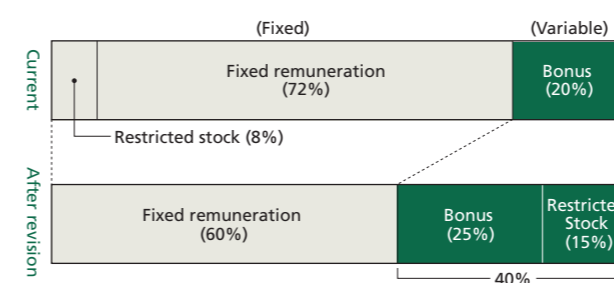 (Fixed)
(Variable)
Current
Fixed remuneration
(72%)
Bonus
(20%)
Restricted stock (8%)
After revision
Fixed remuneration
(60%)
Bonus
(25%)
Restricte
Stock
(15%)
40%